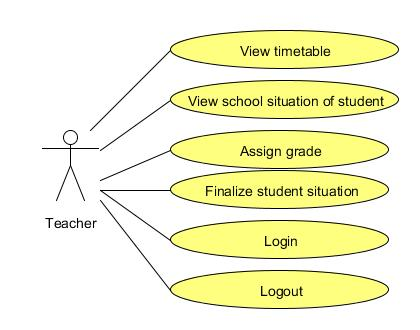 View timetable
View school situation of student
Assign grade
Finalize student situation
Teacher
Login
Logout